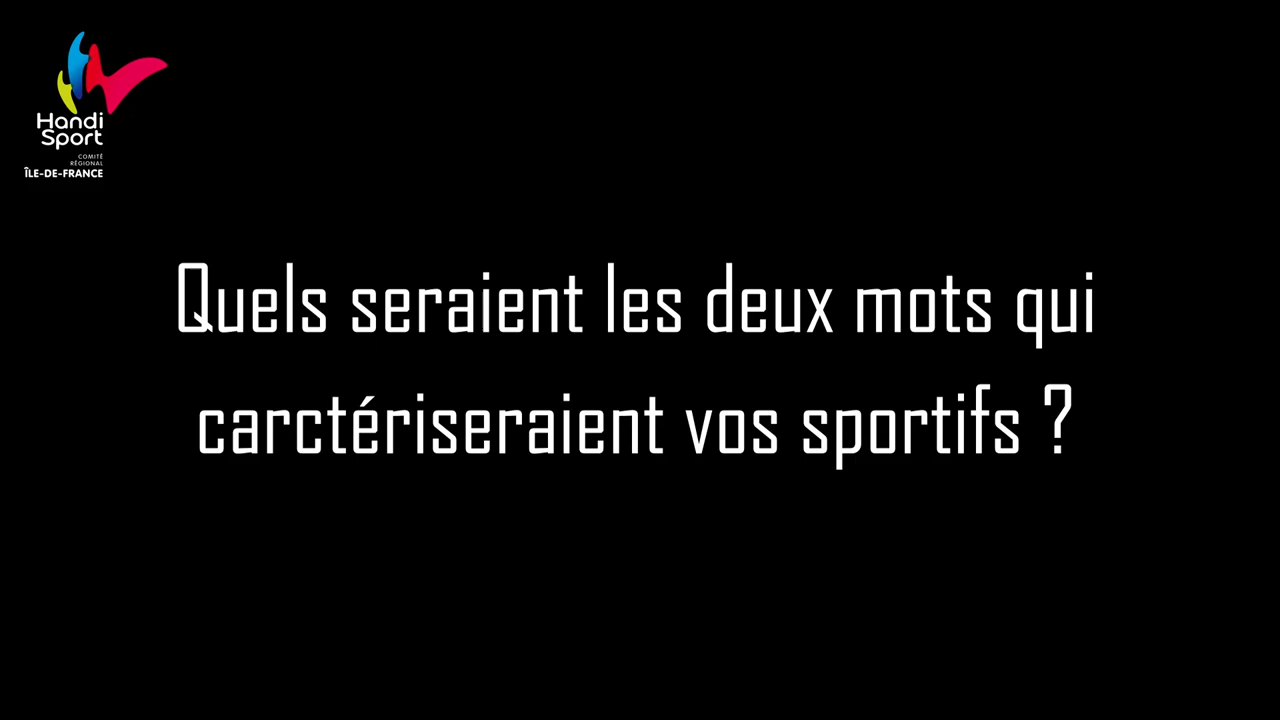 Handi
Sport
COMITÉ
RÉGIONAL
ÎLE-DE-FRANCE
Quels seraient les deux mots qui
carctériseraient vos sportifs ?